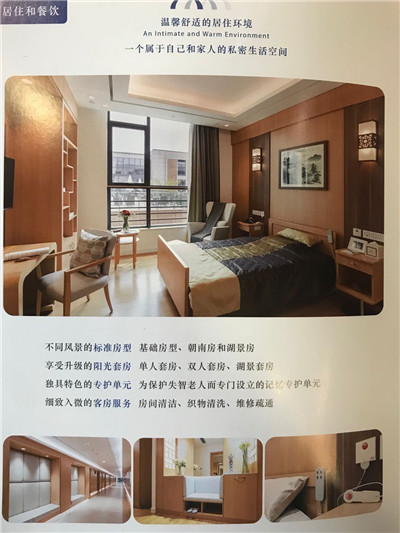 居住和餐饮
温馨舒适的居住环境
An Intimate and Warm Environment
一个属于自己和家人的私密生活空间
不同风景的标准房型 基础房型、朝南房和湖景房
享受升级的阳光套房 单人套房、双人套房、湖景套房
独具特色的专护单元 为保护失智老人而专门设立的记忆专护单元
细致入微的客房服务 房间清洁、织物清洗、维修疏通